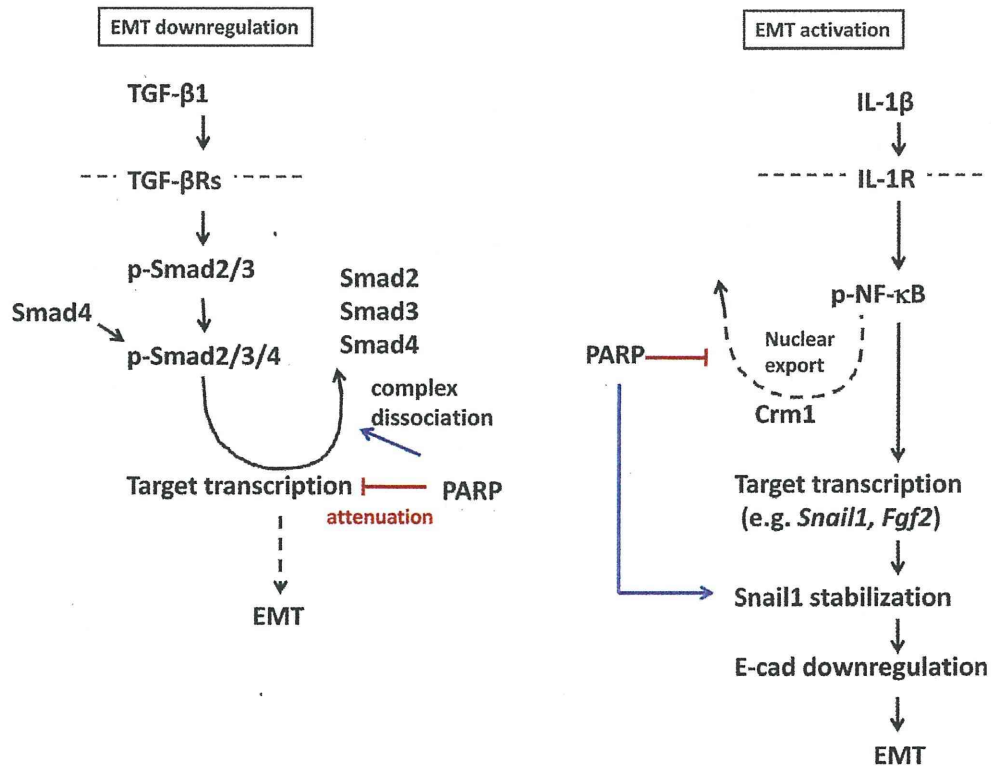 EMT downregulation
TGF-β1
TGF-βRs
p-Smad2/3
Smad4
p-Smad2/3/4
Smad2
Smad3
Smad4
complex
dissociation
Target transcription
PARP
attenuation
EMT
EMT activation
IL-1β
IL-1R
p-NF-κB
Nuclear
export
PARP
Crm1
Target transcription
(e.g. Snail1, Fgf2)
Snail1 stabilization
E-cad downregulation
EMT